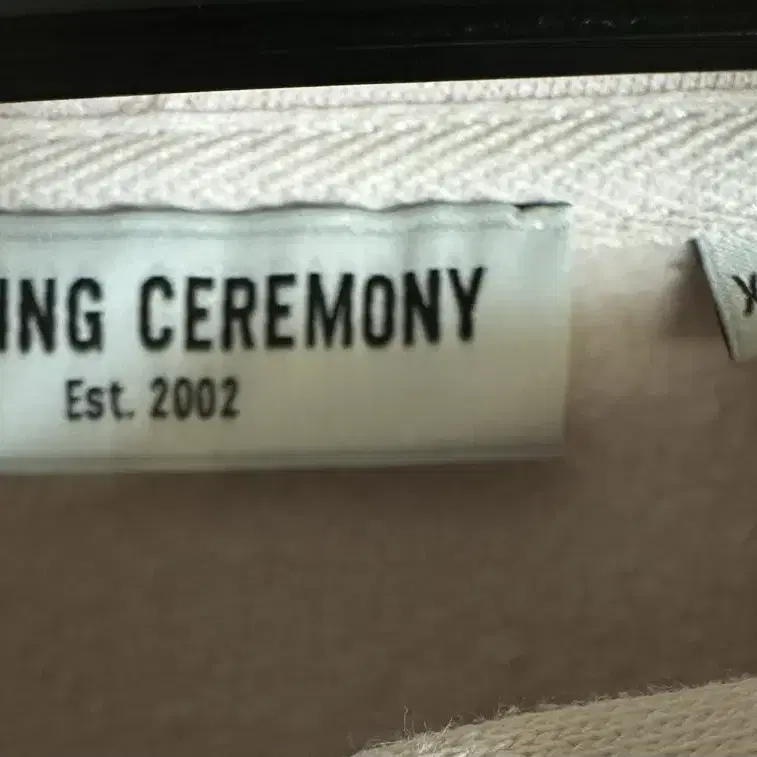 ING CEREMONY
Est. 2002
X